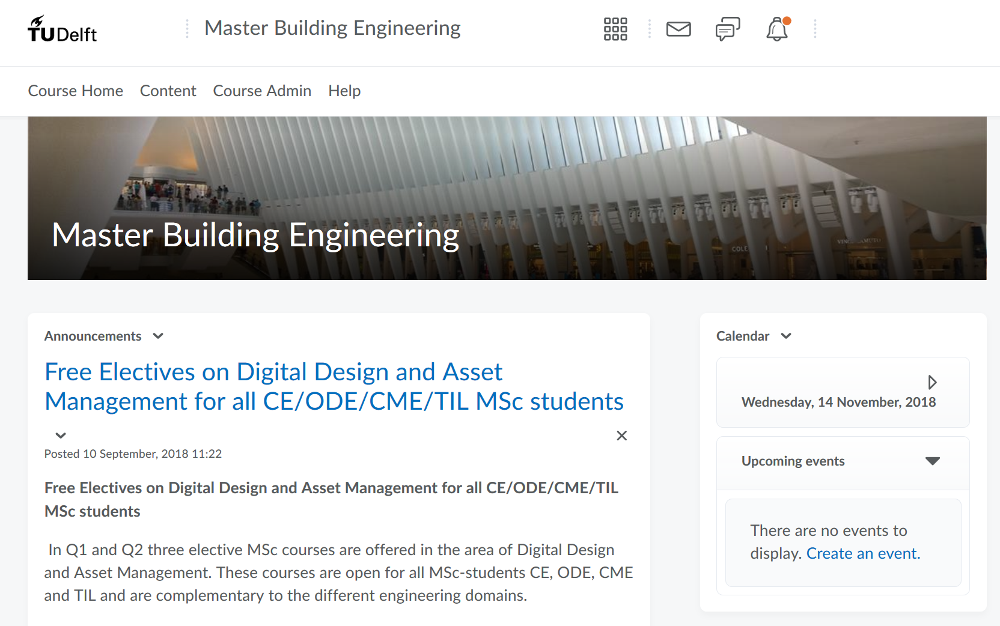 TU Delft
Master Building Engineering
Course Home Content Course Admin Help
Master Building Engineering
Announcements
Free Electives on Digital Design and Asset
Management for all CE/ODE/CME/TIL MSc students
Posted 10 September, 2018 11:22
Free Electives on Digital Design and Asset Management for all CE/ODE/CME/TIL
MSc students
In Q1 and Q2 three elective MSc courses are offered in the area of Digital Design
and Asset Management. These courses are open for all MSc-students CE, ODE, CME
and TIL and are complementary to the different engineering domains.
Calendar
Wednesday, 14 November, 2018
Upcoming events
There are no events to
display. Create an event.